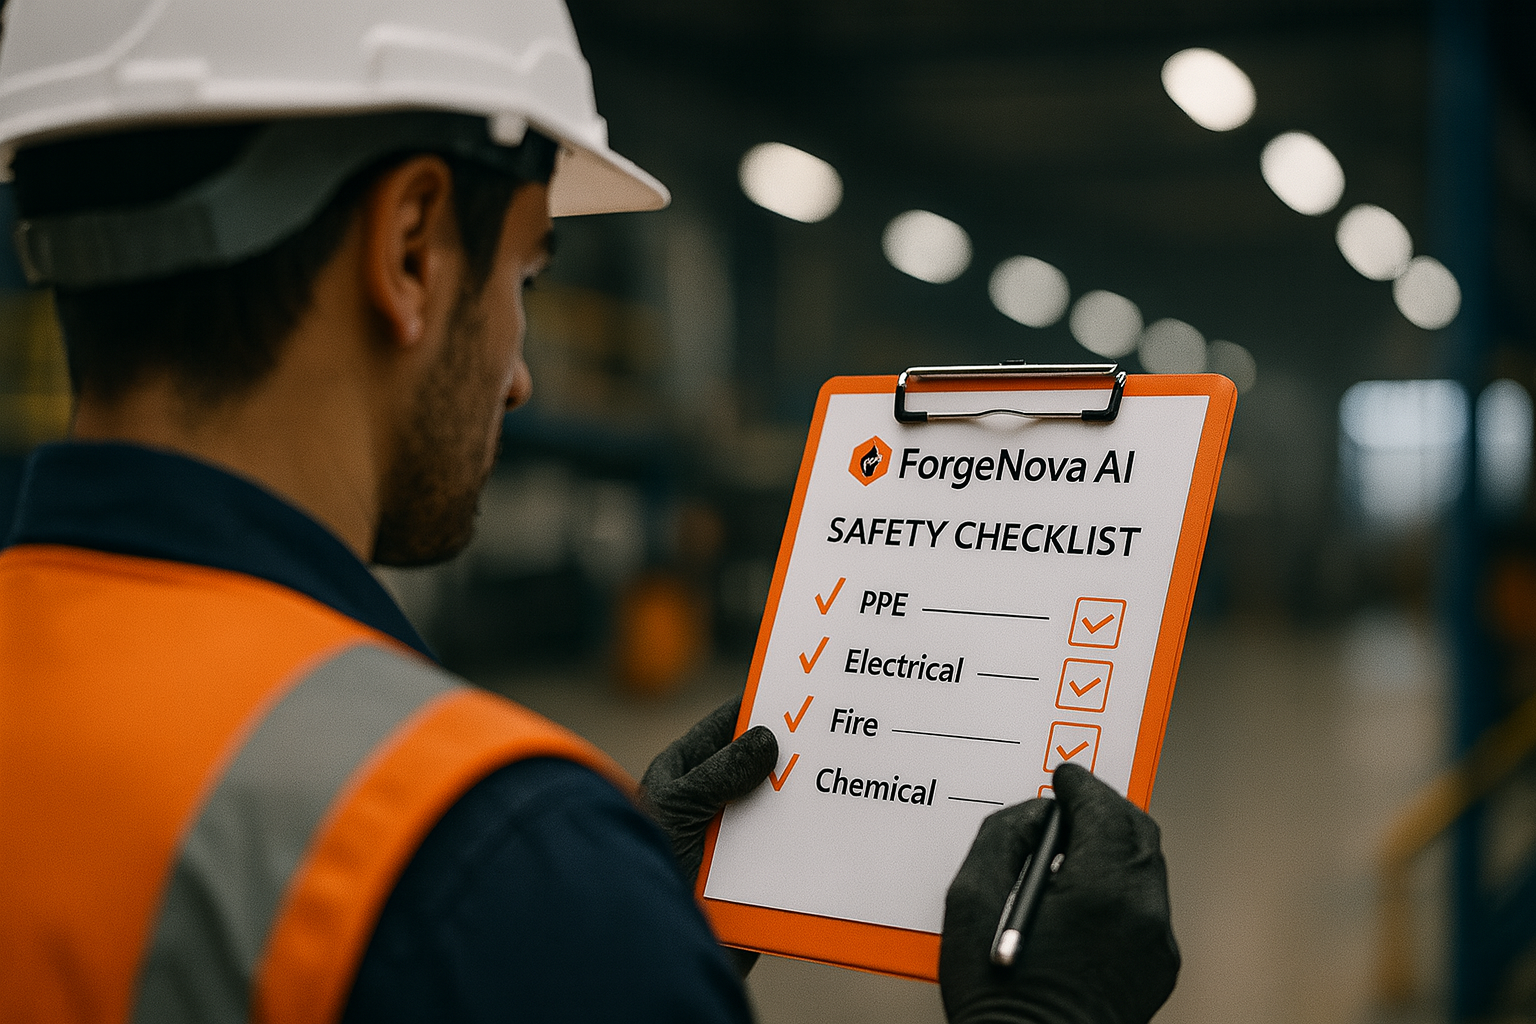 ForgeNova AI
SAFETY CHECKLIST
PPE
Electrical
Fire
Chemical